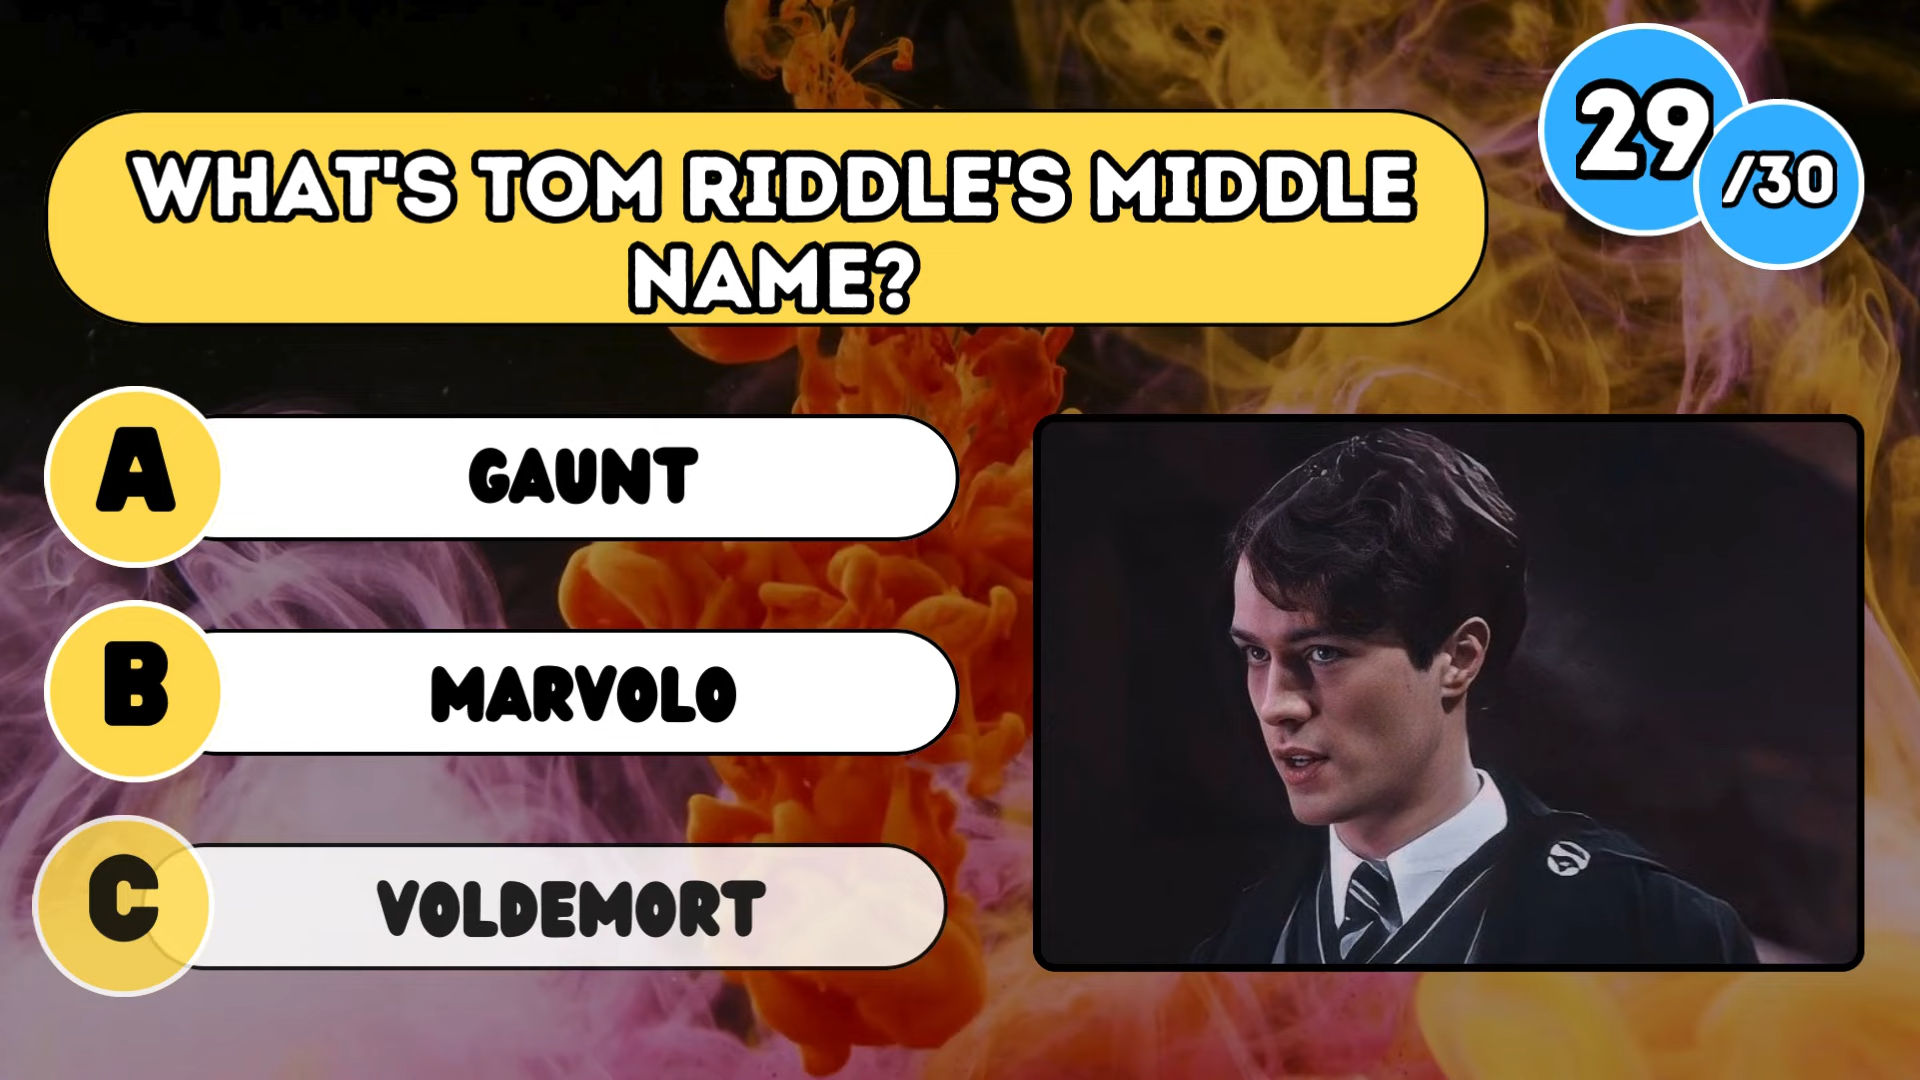 WHAT'S TOM RIDDLE'S MIDDLE
NAME?
29
/30
A
GAUNT
B
MARVOLO
C
VOLDEMORT